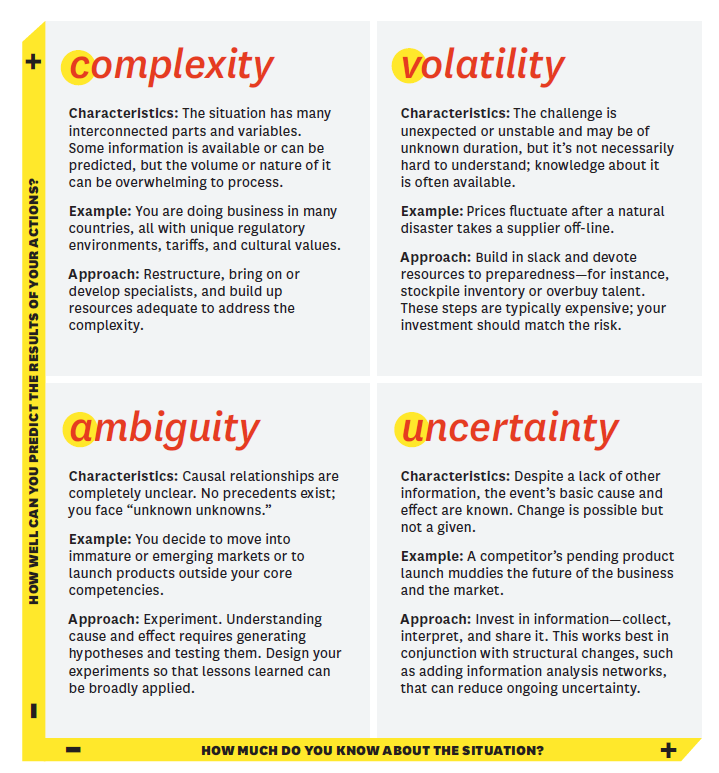 complexity
Characteristics: The situation has many
interconnected parts and variables.
Some information is available or can be
predicted, but the volume or nature of it
can be overwhelming to process.
Example: You are doing business in many
countries, all with unique regulatory
environments, tariffs, and cultural values.
Approach: Restructure, bring on or
develop specialists, and build up
resources adequate to address the
complexity.
volatility
Characteristics: The challenge is
unexpected or unstable and may be of
unknown duration, but it's not necessarily
hard to understand; knowledge about it
is often available.
Example: Prices fluctuate after a natural
disaster takes a supplier off-line.
Approach: Build in slack and devote
resources to preparedness—for instance,
stockpile inventory or overbuy talent.
These steps are typically expensive; your
investment should match the risk.
ambiguity
Characteristics: Causal relationships are
completely unclear. No precedents exist;
you face “unknown unknowns.”
Example: You decide to move into
immature or emerging markets or to
launch products outside your core
competencies.
Approach: Experiment. Understanding
cause and effect requires generating
hypotheses and testing them. Design your
experiments so that lessons learned can
be broadly applied.
uncertainty
Characteristics: Despite a lack of other
information, the event's basic cause and
effect are known. Change is possible but
not a given.
Example: A competitor's pending product
launch muddies the future of the business
and the market.
Approach: Invest in information—collect,
interpret, and share it. This works best in
conjunction with structural changes, such
as adding information analysis networks,
that can reduce ongoing uncertainty.
+
HOW WELL CAN YOU PREDICT THE RESULTS OF YOUR ACTIONS?
–
– HOW MUCH DO YOU KNOW ABOUT THE SITUATION? +